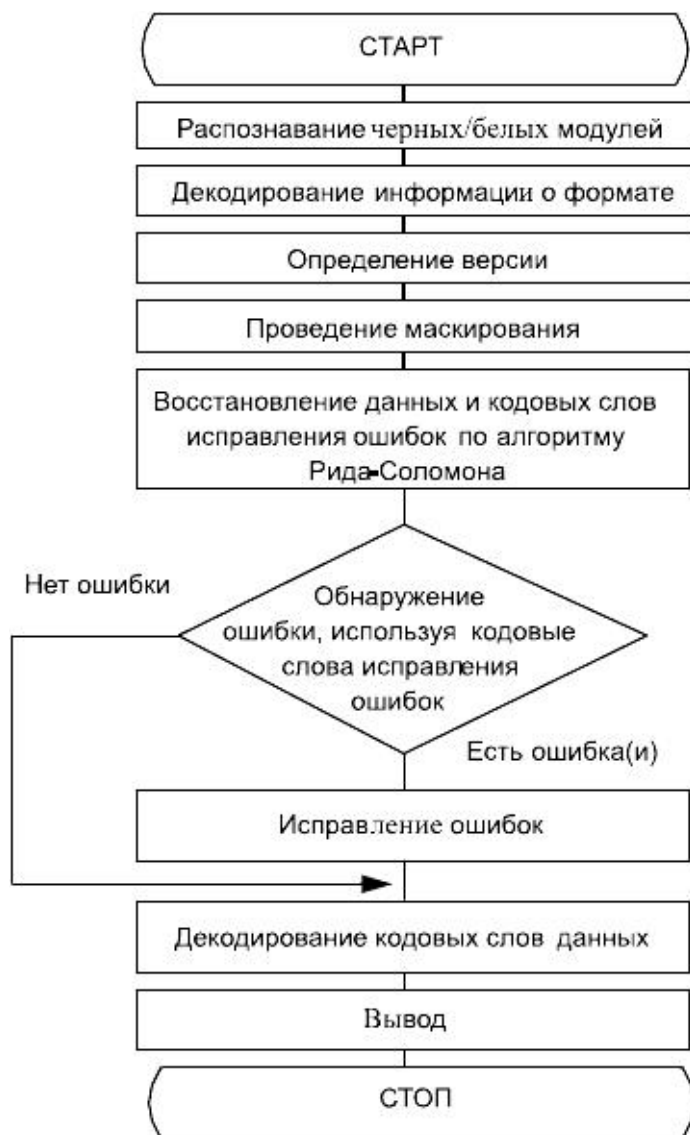 СТАРТ
Распознавание черных/белых модулей
Декодирование информации о формате
Определение версии
Проведение маскирования
Восстановление данных и кодовых слов
исправления ошибок по алгоритму
Рида-Соломона
Нет ошибки
Обнаружение
ошибки, используя кодовые
слова исправления
ошибок
Есть ошибка(и)
Исправление ошибок
Декодирование кодовых слов данных
Вывод
СТОП